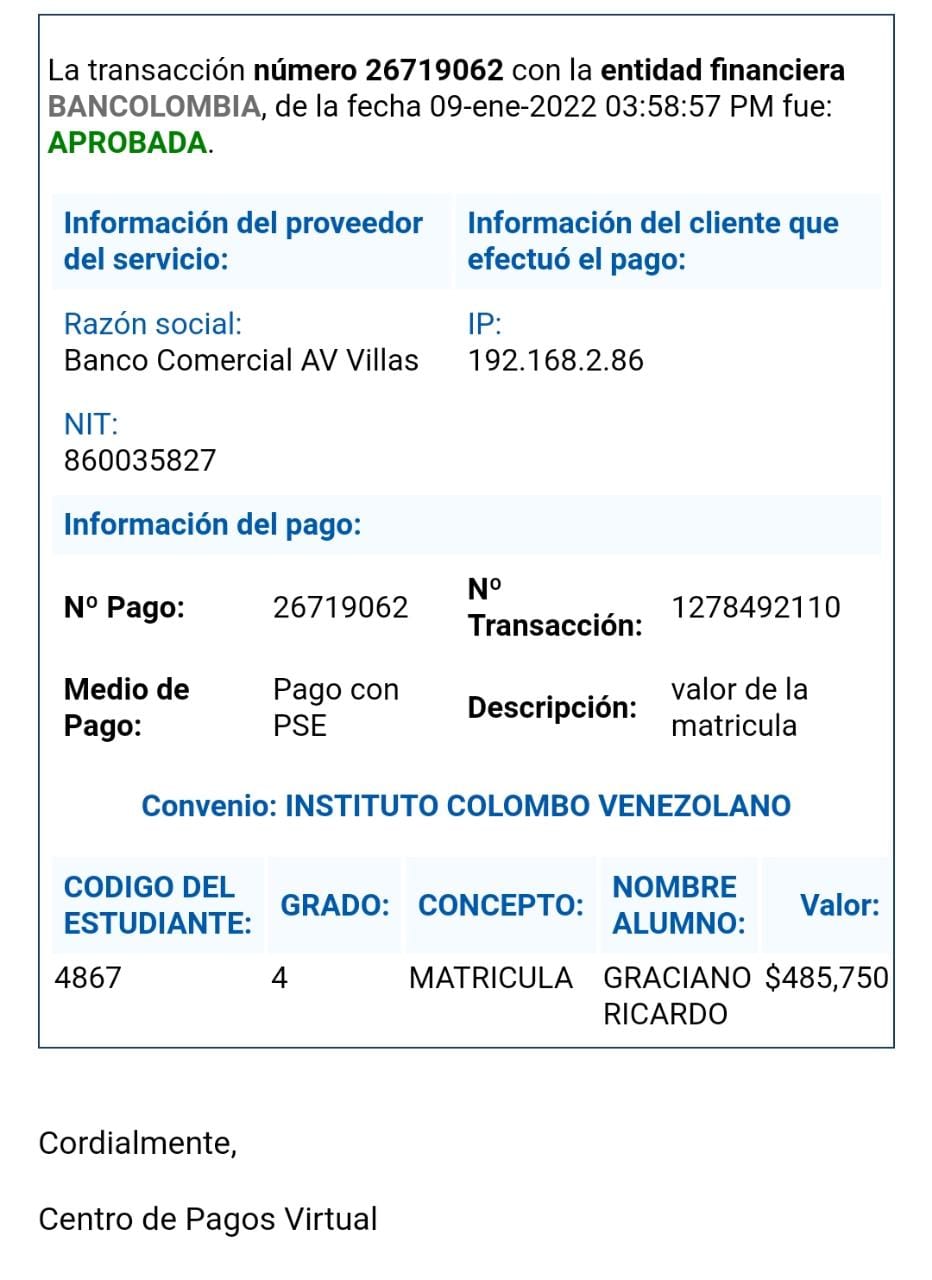 La transacción número 26719062 con la entidad financiera
BANCOLOMBIA, de la fecha 09-ene-2022 03:58:57 PM fue:
APROBADA.
Información del proveedor
del servicio:
Información del cliente que
efectuó el pago:
Razón social:
Banco Comercial AV Villas
IP:
192.168.2.86
NIT:
860035827
Información del pago:
Nº Pago:
26719062
Nº
Transacción:
1278492110
Medio de
Pago:
Pago con
PSE
Descripción:
valor de la
matricula
Convenio: INSTITUTO COLOMBO VENEZOLANO
CODIGO DEL
ESTUDIANTE:
GRADO:
CONCEPTO:
NOMBRE
ALUMNO:
Valor:
4867
4
MATRICULA
GRACIANO
RICARDO
$485,750
Cordialmente,
Centro de Pagos Virtual